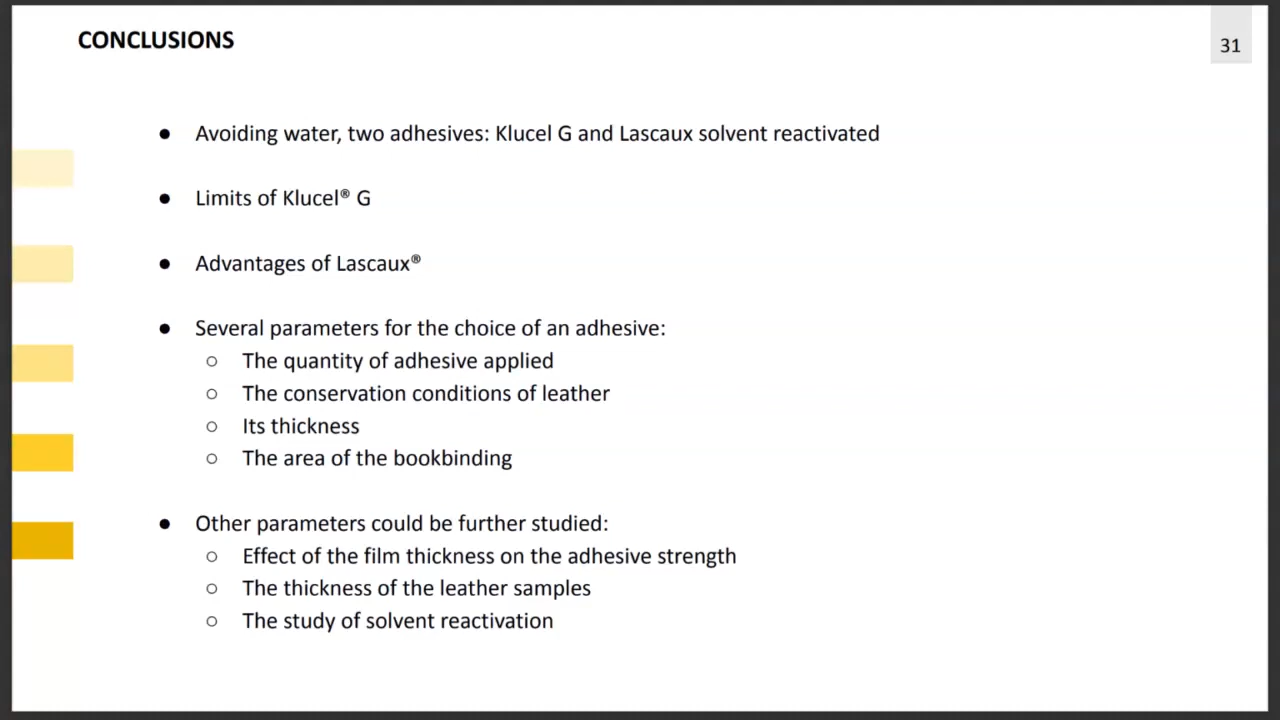 CONCLUSIONS
31
● Avoiding water, two adhesives: Klucel G and Lascaux solvent reactivated
● Limits of Klucel® G
● Advantages of Lascaux®
● Several parameters for the choice of an adhesive:
○ The quantity of adhesive applied
○ The conservation conditions of leather
○ Its thickness
○ The area of the bookbinding
● Other parameters could be further studied:
○ Effect of the film thickness on the adhesive strength
○ The thickness of the leather samples
○ The study of solvent reactivation